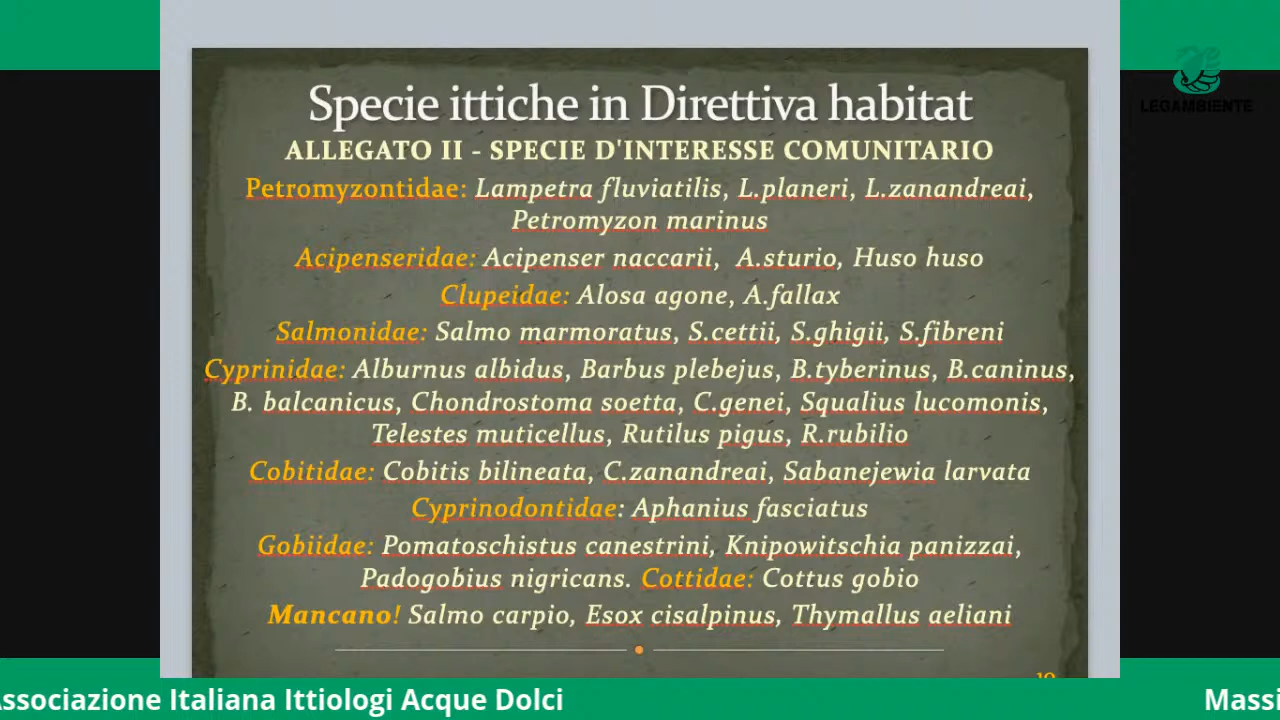 Specie ittiche in Direttiva habitat
LEGAMBIENTE
ALLEGATO II - SPECIE D'INTERESSE COMUNITARIO
Petromyzontidae: Lampetra fluviatilis, L.planeri, L.zanandreai,
Petromyzon marinus
Acipenseridae: Acipenser naccarii, A.sturio, Huso huso
Clupeidae: Alosa agone, A.fallax
Salmonidae: Salmo marmoratus, S.cettii, S.ghigii, S.fibreni
Cyprinidae: Alburnus albidus, Barbus plebejus, B.tyberinus, B.caninus,
B. balcanicus, Chondrostoma soetta, C.genei, Squalius lucomonis,
Telestes muticellus, Rutilus pigus, R.rubilio
Cobitidae: Cobitis bilineata, C.zanandreai, Sabanejewia larvata
Cyprinodontidae: Aphanius fasciatus
Gobiidae: Pomatoschistus canestrini, Knipowitschia panizzai,
Padogobius nigricans. Cottidae: Cottus gobio
Mancano! Salmo carpio, Esox cisalpinus, Thymallus aeliani
ssociazione Italiana Ittiologi Acque Dolci
Massi